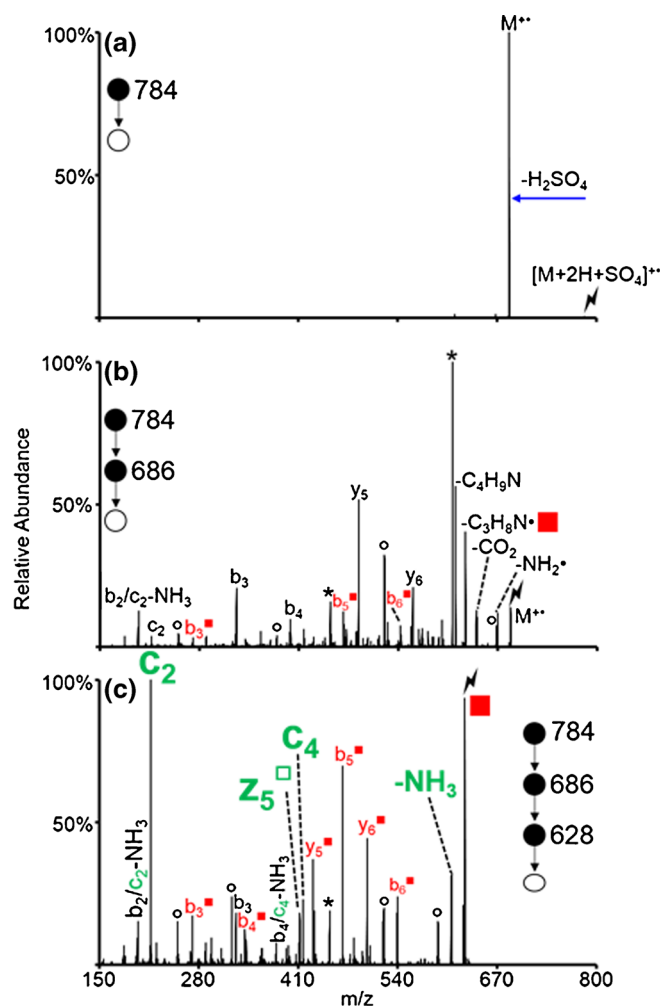 100%
(a)
784
50%
M⁺•
-H₂SO₄
[M+2H+SO₄]⁺•
800
Relative Abundance
100%
(b)
784
686
50%
b₂/c₂-NH₃
c₂
b₃
b₃
b₄
*
b₅
y₅
b₆
y₆
*
-C₄H₉N
-C₃H₈N•
-CO₂
-NH₂•
M⁺•
100%
(c)
784
686
628
50%
b₂/c₂-NH₃
c₂
b₃
b₃
b₄
b₄/c₄-NH₃
z₅
c₄
y₅
*
b₅
y₆
b₆
-NH₃
150 280 410 540 670 800
m/z